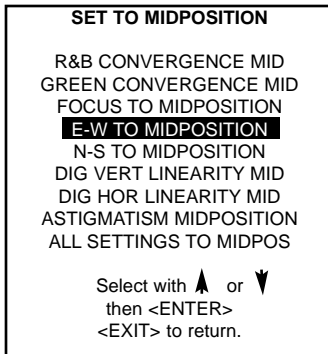 SET TO MIDPOSITION
R&B CONVERGENCE MID
GREEN CONVERGENCE MID
FOCUS TO MIDPOSITION
E-W TO MIDPOSITION
N-S TO MIDPOSITION
DIG VERT LINEARITY MID
DIG HOR LINEARITY MID
ASTIGMATISM MIDPOSITION
ALL SETTINGS TO MIDPOS
Select with or
then <ENTER>
<EXIT> to return.